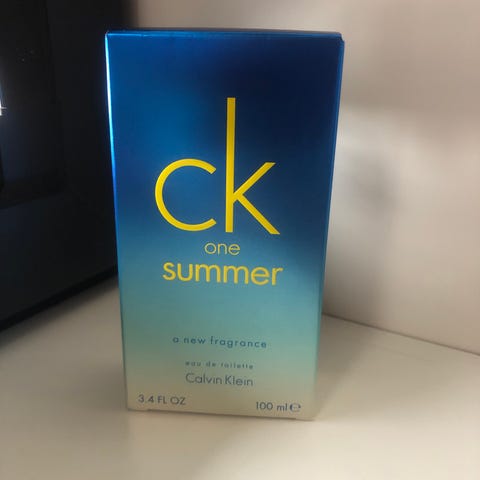 ck
one
summer
a new fragrance
eau de toilette
Calvin Klein
3.4 FL OZ 100 ml ℮